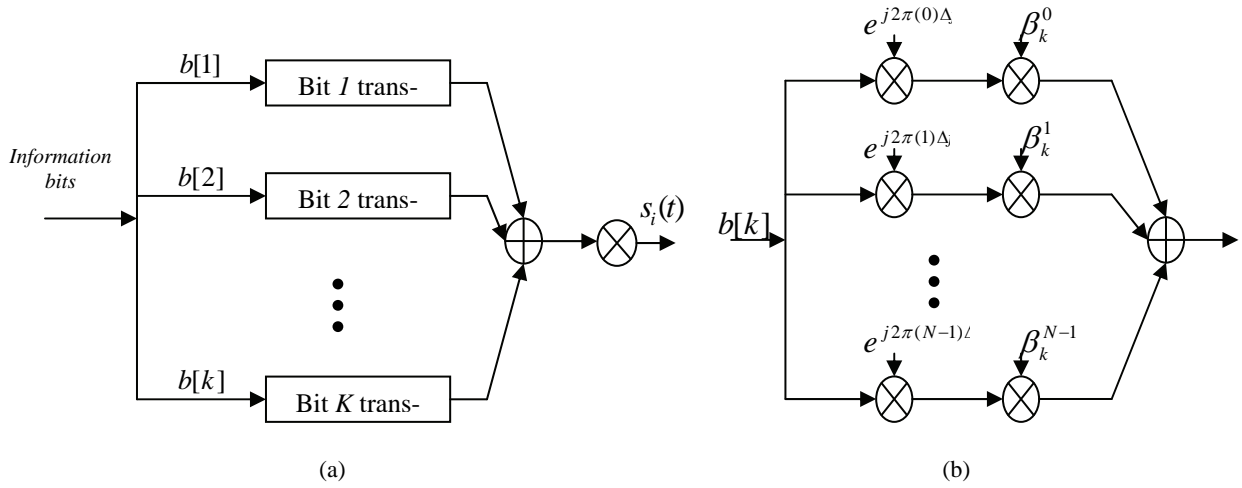 b[1]
Bit 1 trans-
Information
bits
b[2]
Bit 2 trans-
s_i(t)
b[k]
Bit K trans-
(a)
e^{j2π(0)Δ
β_k^0
e^{j2π(1)Δ
β_k^1
b[k]
e^{j2π(N−1)
β_k^{N−1}
(b)